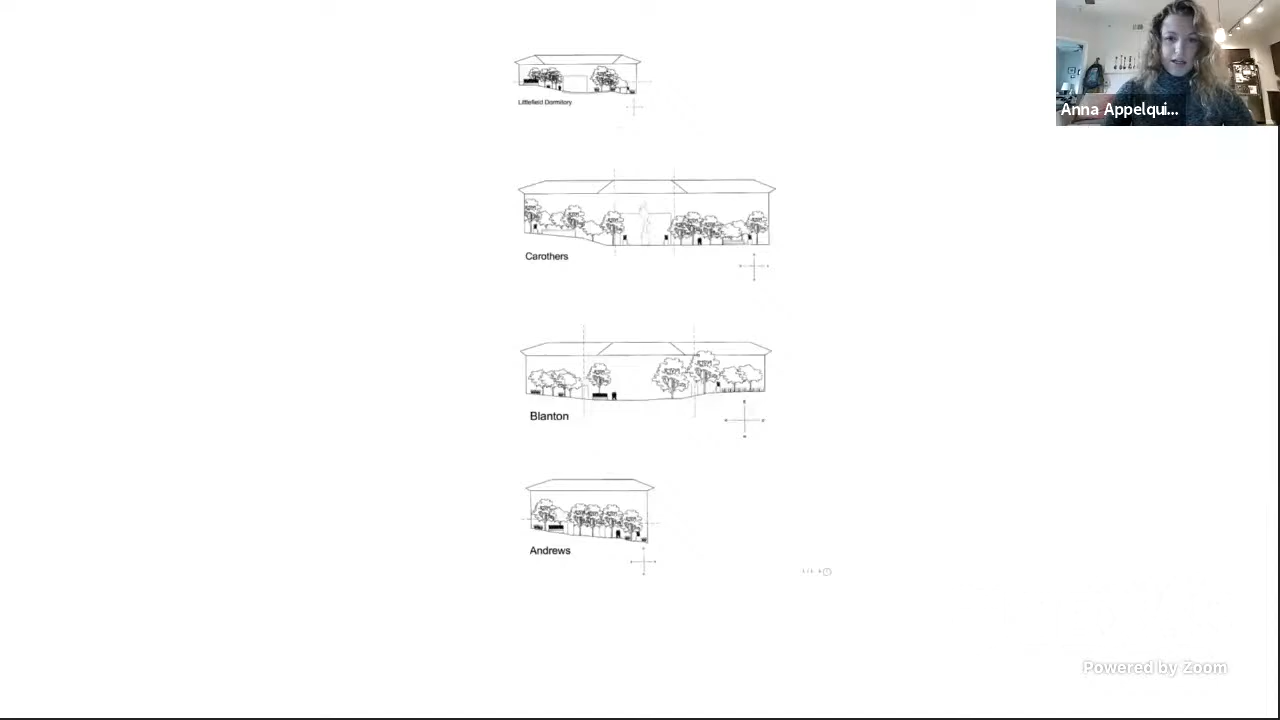 Littlefield Dormitory
Anna Appelqui...
Carothers
Blanton
Andrews
Powered by Zoom